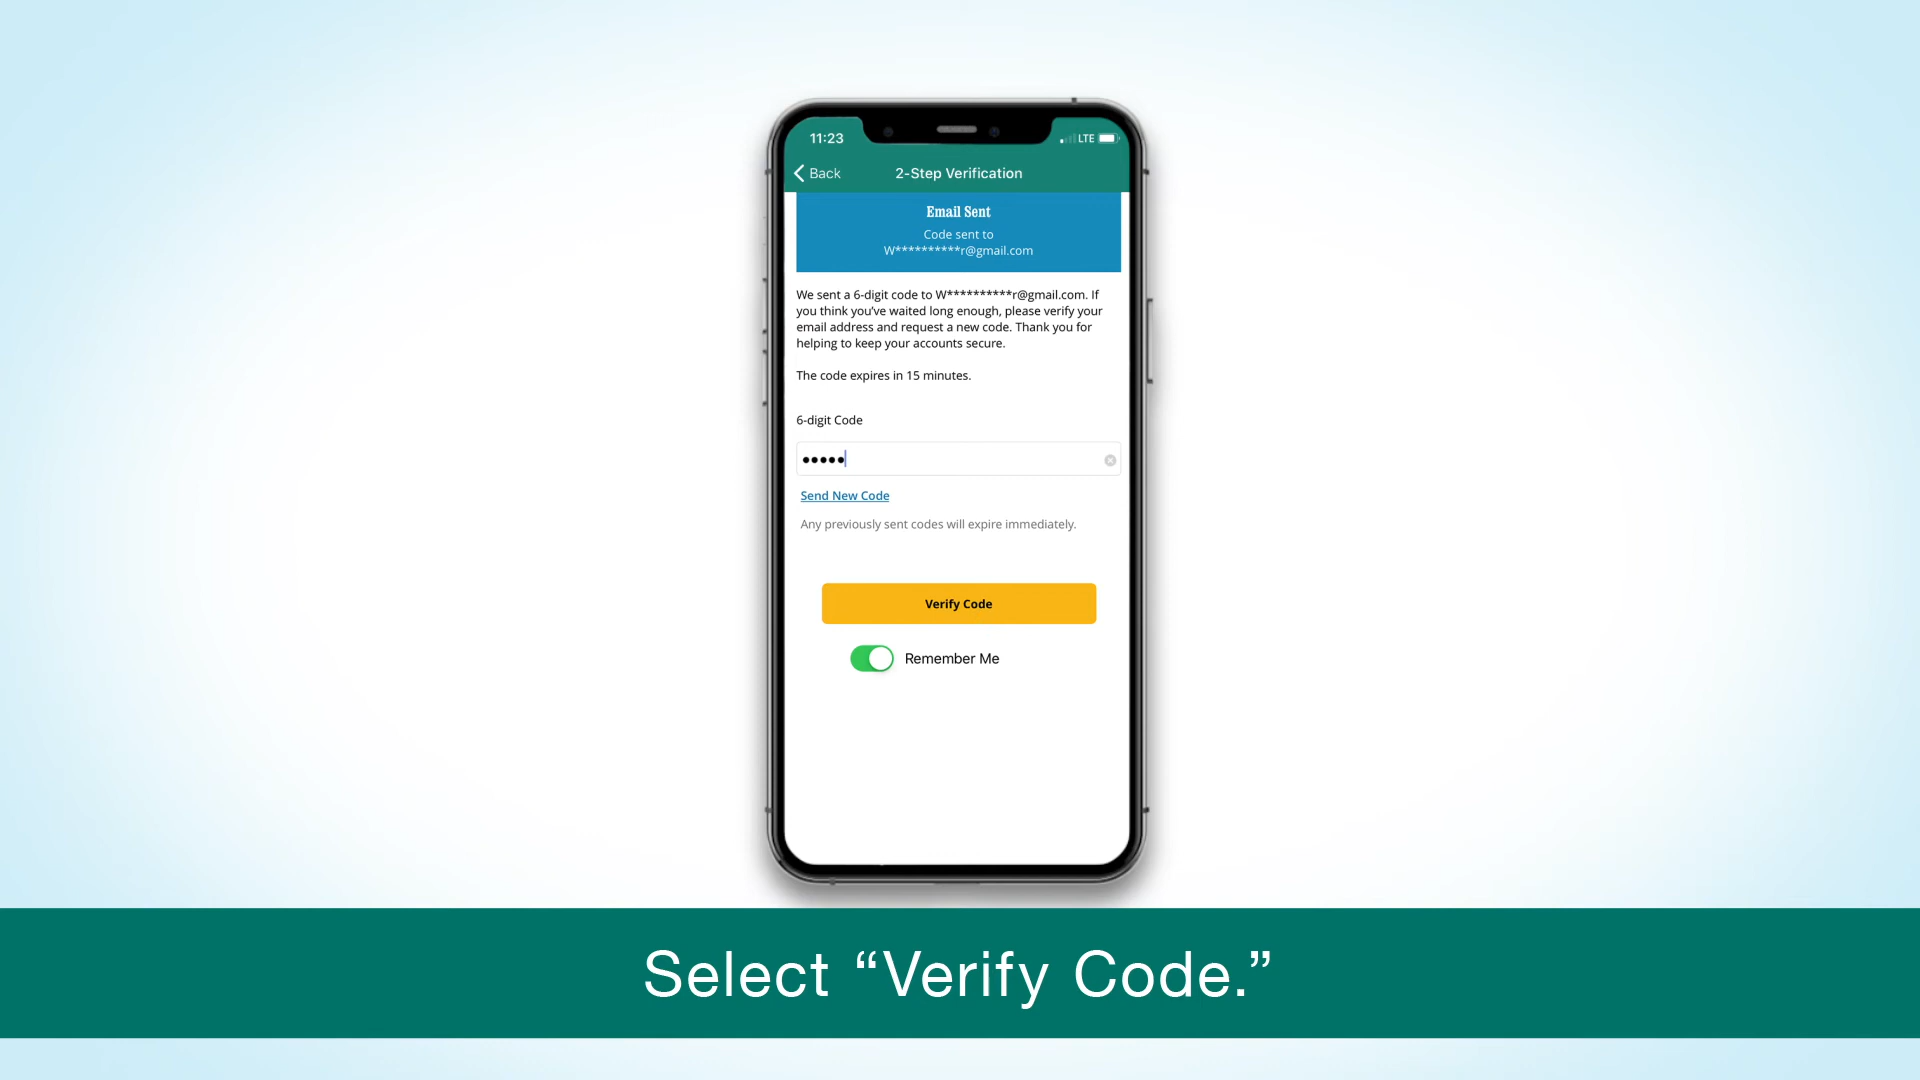 11:23
LTE
Back
2-Step Verification
Email Sent
Code sent to
W**********r@gmail.com
We sent a 6-digit code to W**********r@gmail.com. If
you think you’ve waited long enough, please verify your
email address and request a new code. Thank you for
helping to keep your accounts secure.
The code expires in 15 minutes.
6-digit Code
•••••
Send New Code
Any previously sent codes will expire immediately.
Verify Code
Remember Me
Select “Verify Code.”